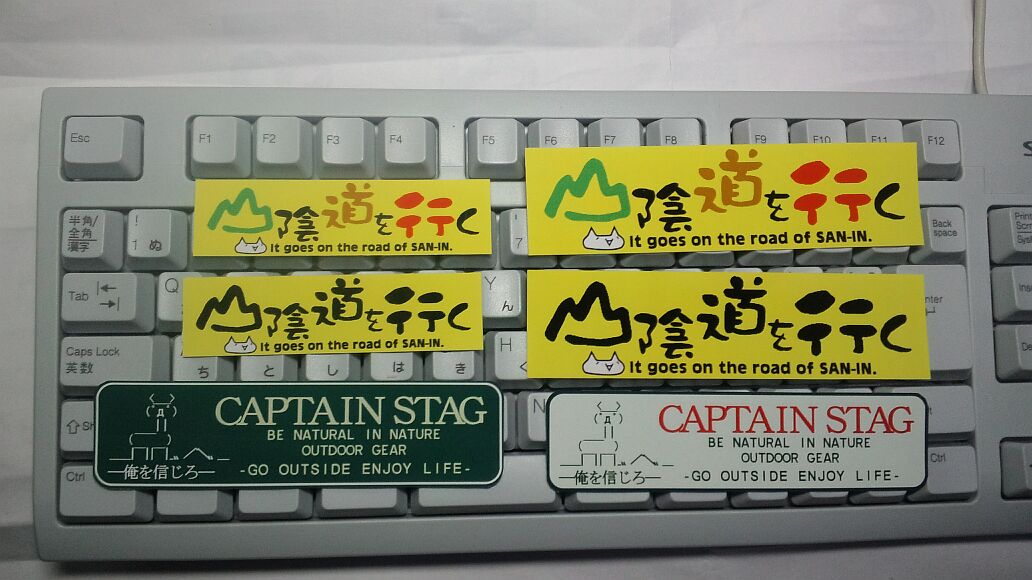 Esc
F1
F2
F3
F4
F5
F6
F7
F8
F9
F10
F11
F12
半角/
全角
漢字
!
1 ぬ
7
Back
space
Print
Tab
Q
Y
ん
Caps Lock
英数
H
く
ち
と
し
は
き
N
Ctrl
Ctrl
山陰道を行く
It goes on the road of SAN-IN.
山陰道を行く
It goes on the road of SAN-IN.
山陰道を行く
It goes on the road of SAN-IN.
山陰道を行く
It goes on the road of SAN-IN.
CAPTAIN STAG
BE NATURAL IN NATURE
OUTDOOR GEAR
-GO OUTSIDE ENJOY LIFE-
俺を信じろ
CAPTAIN STAG
BE NATURAL IN NATURE
OUTDOOR GEAR
-GO OUTSIDE ENJOY LIFE-
俺を信じろ